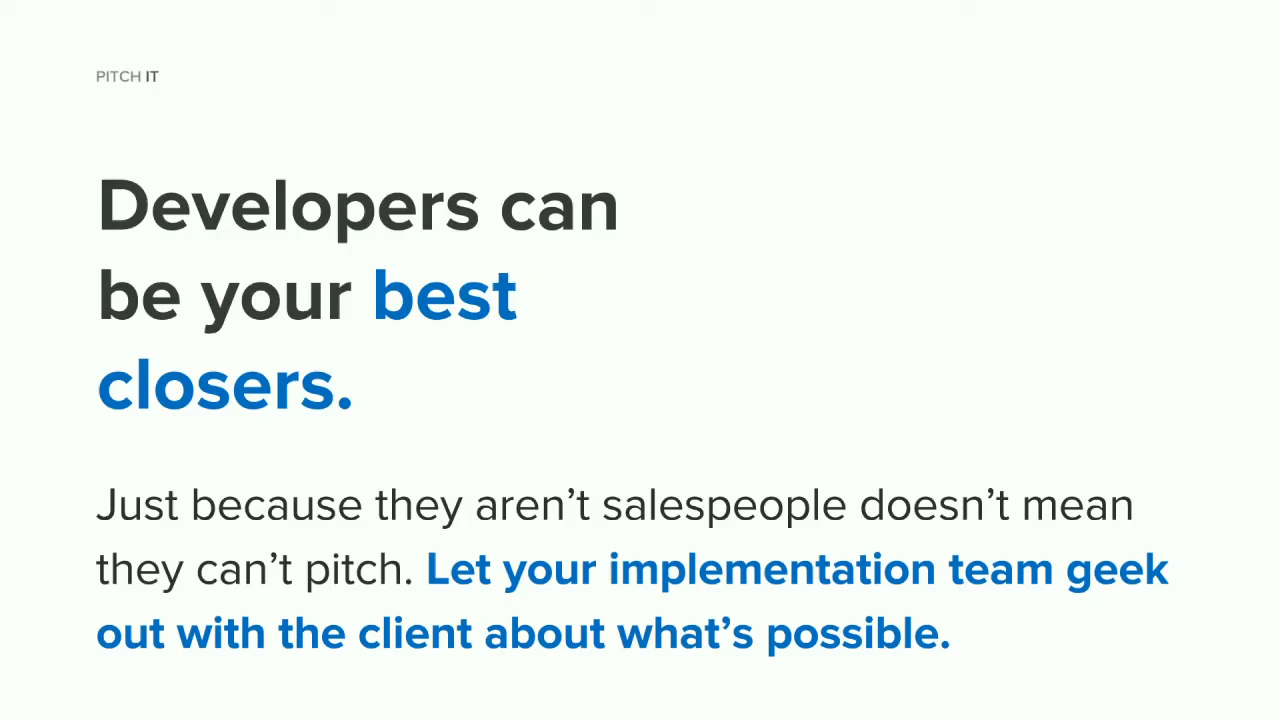 PITCH IT
Developers can
be your best
closers.
Just because they aren’t salespeople doesn’t mean
they can’t pitch. Let your implementation team geek
out with the client about what’s possible.